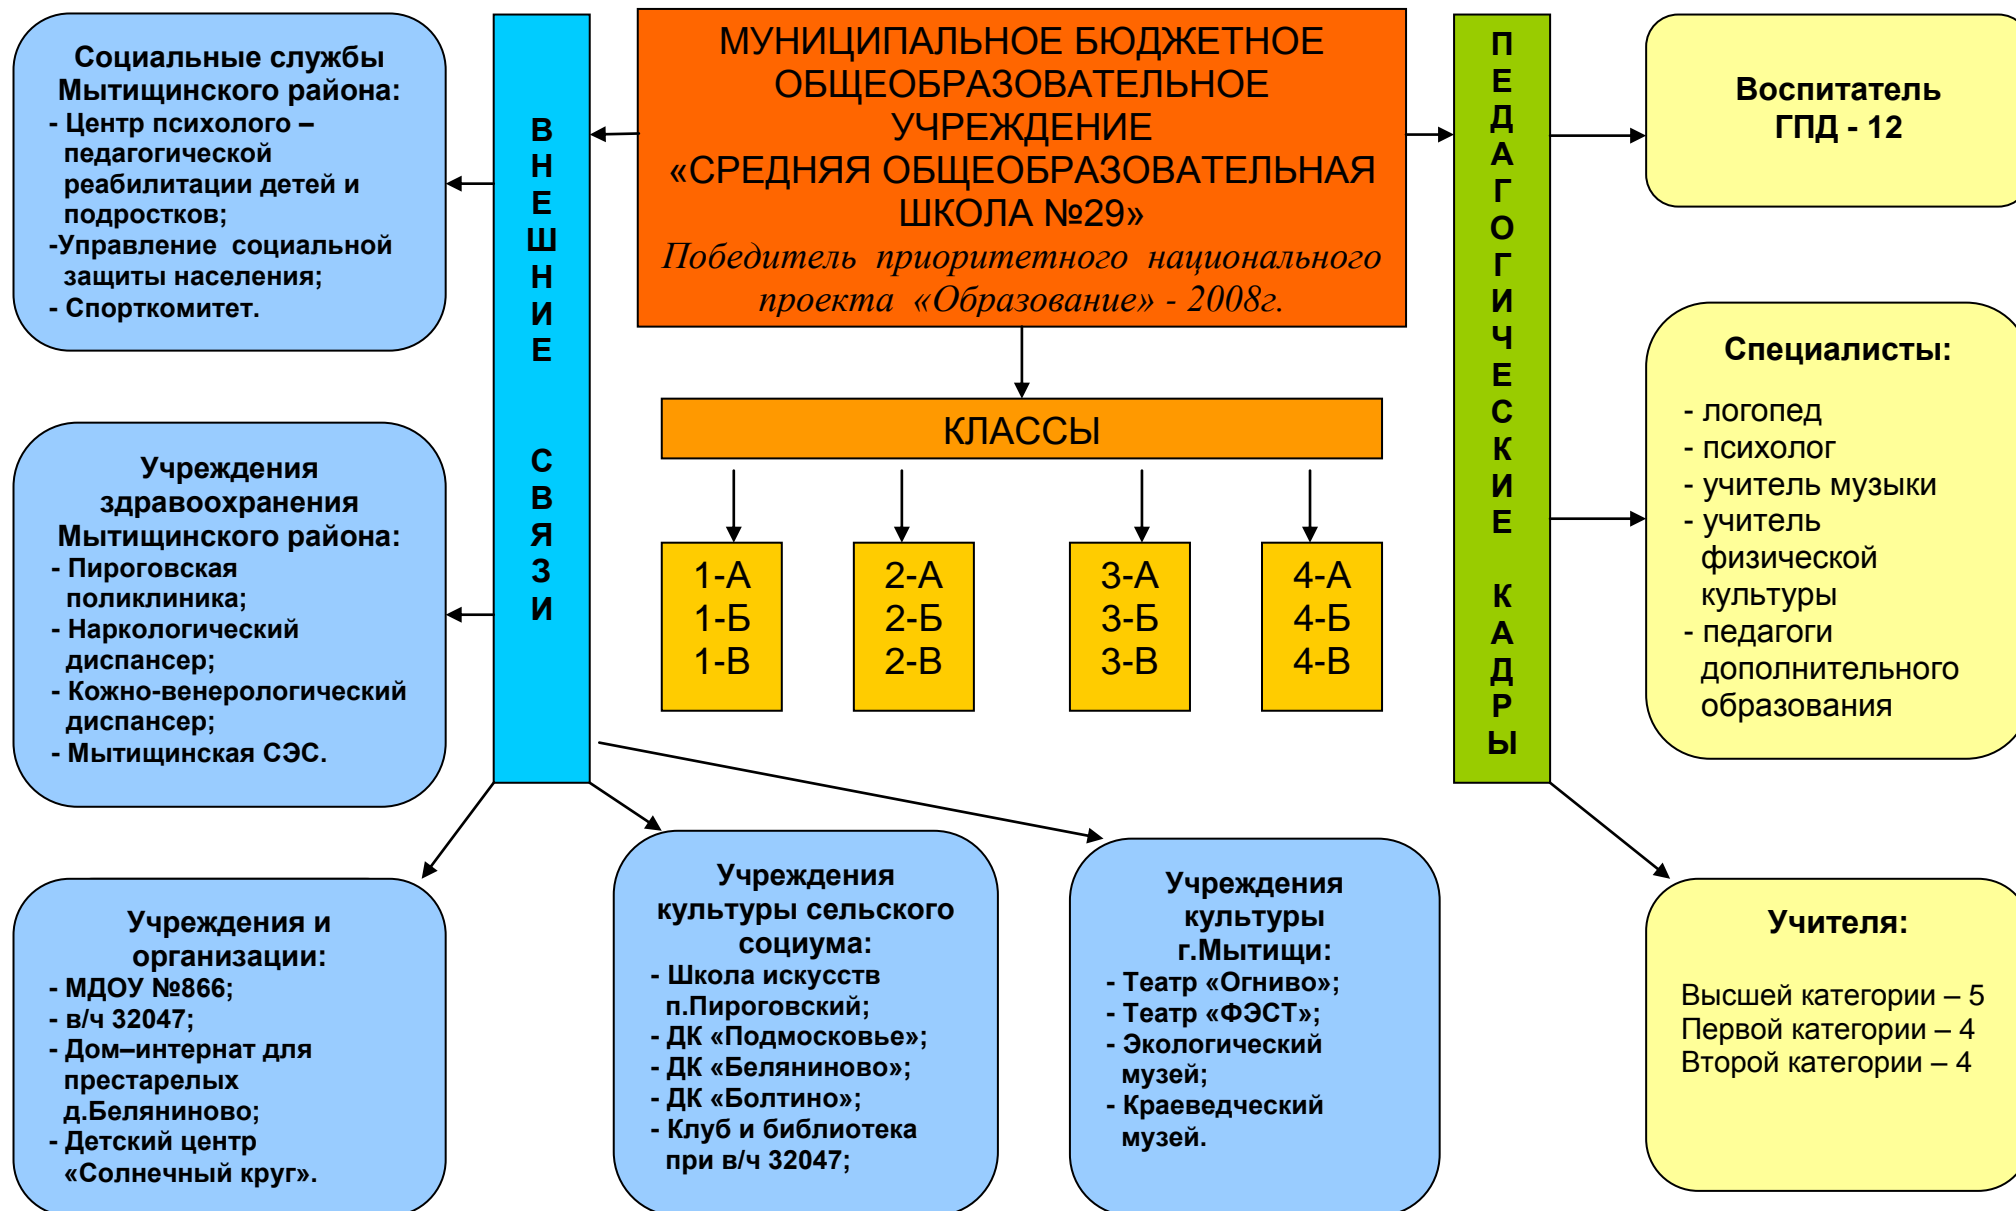 Социальные службы
Мытищинского района:
- Центр психолого –
педагогической
реабилитации детей и
подростков;
-Управление социальной
защиты населения;
- Спорткомитет.
Учреждения
здравоохранения
Мытищинского района:
- Пироговская
поликлиника;
- Наркологический
диспансер;
- Кожно-венерологический
диспансер;
- Мытищинская СЭС.
Учреждения и
организации:
- МДОУ №866;
- в/ч 32047;
- Дом–интернат для
престарелых
д.Беляниново;
- Детский центр
«Солнечный круг».
ВНЕШНИЕ СВЯЗИ
МУНИЦИПАЛЬНОЕ БЮДЖЕТНОЕ
ОБЩЕОБРАЗОВАТЕЛЬНОЕ
УЧРЕЖДЕНИЕ
«СРЕДНЯЯ ОБЩЕОБРАЗОВАТЕЛЬНАЯ
ШКОЛА №29»
Победитель приоритетного национального
проекта «Образование» - 2008г.
КЛАССЫ
1-А
1-Б
1-В
2-А
2-Б
2-В
3-А
3-Б
3-В
4-А
4-Б
4-В
Учреждения
культуры сельского
социума:
- Школа искусств
п.Пироговский;
- ДК «Подмосковье»;
- ДК «Беляниново»;
- ДК «Болтино»;
- Клуб и библиотека
при в/ч 32047;
Учреждения
культуры
г.Мытищи:
- Театр «Огниво»;
- Театр «ФЭСТ»;
- Экологический
музей;
- Краеведческий
музей.
ПЕДАГОГИЧЕСКИЕ КАДРЫ
Воспитатель
ГПД - 12
Специалисты:
- логопед
- психолог
- учитель музыки
- учитель
физической
культуры
- педагоги
дополнительного
образования
Учителя:
Высшей категории – 5
Первой категории – 4
Второй категории – 4